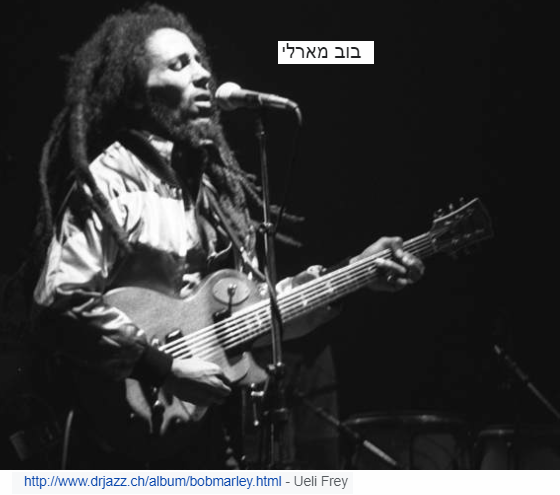 בוב מארלי
http://www.drjazz.ch/album/bobmarley.html - Ueli Frey